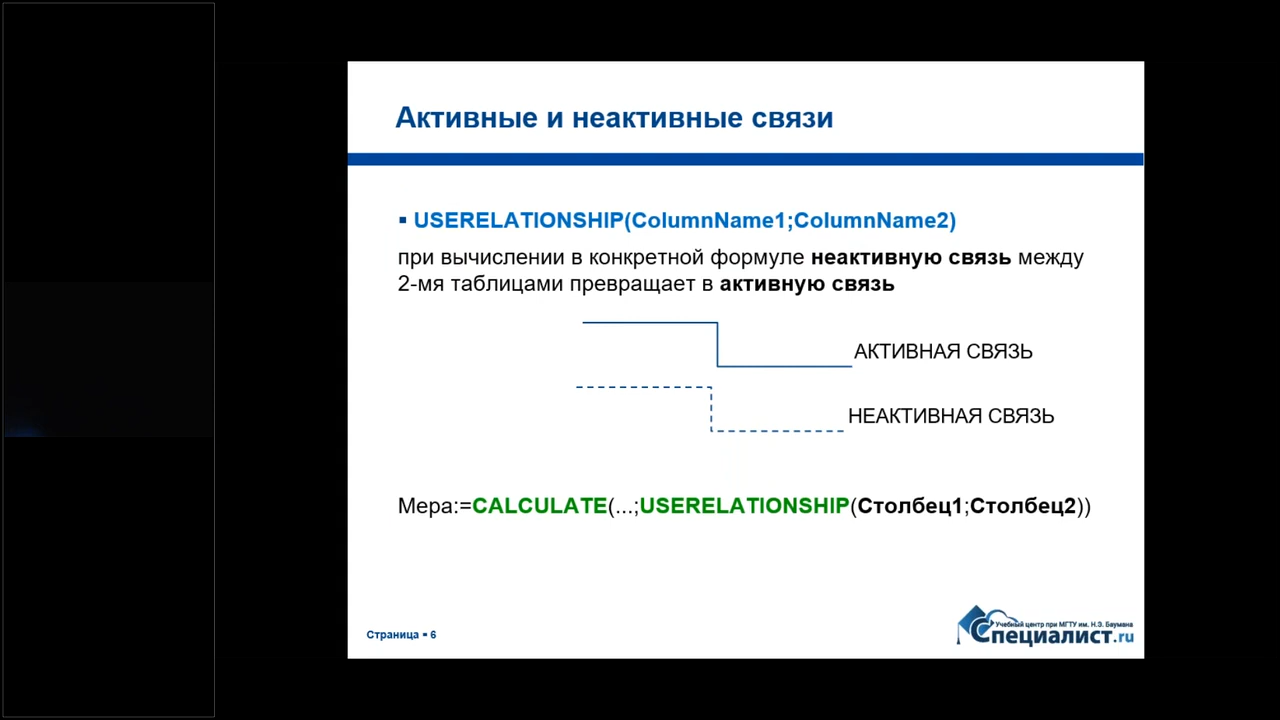 Активные и неактивные связи
▪ USERELATIONSHIP(ColumnName1;ColumnName2)
при вычислении в конкретной формуле неактивную связь между
2-мя таблицами превращает в активную связь
АКТИВНАЯ СВЯЗЬ
НЕАКТИВНАЯ СВЯЗЬ
Мера:=CALCULATE(...;USERELATIONSHIP(Столбец1;Столбец2))
Страница ▪ 6
Учебный центр при МГТУ им. Н.Э. Баумана
Специалист.ru